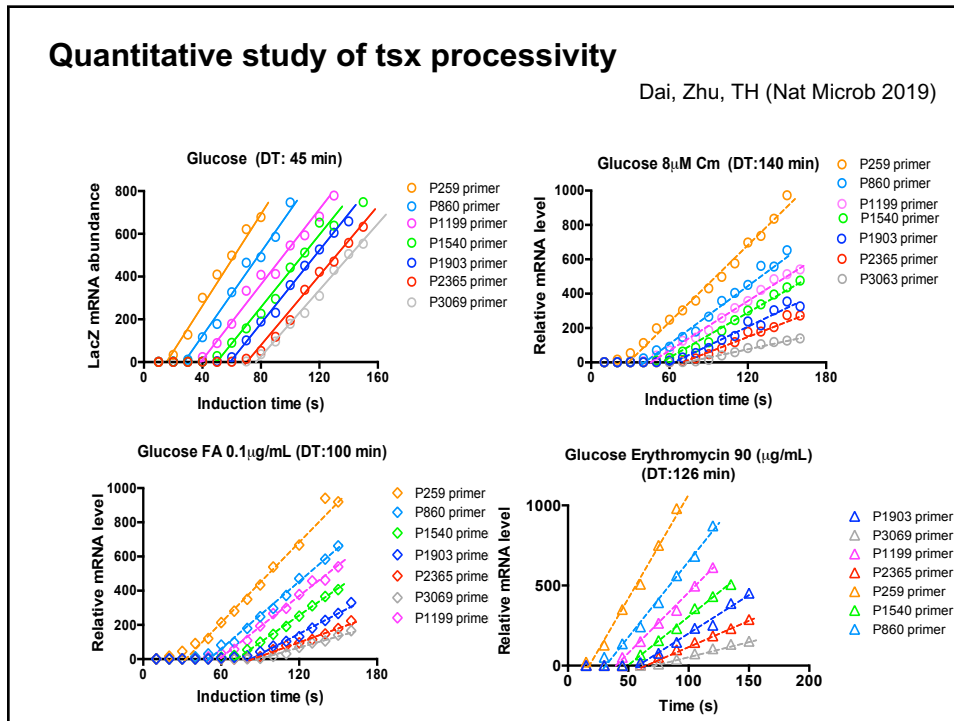 Quantitative study of tsx processivity
Dai, Zhu, TH (Nat Microb 2019)
Glucose (DT: 45 min)
LacZ mRNA abundance
800
600
400
200
0
0 40 80 120 160
Induction time (s)
P259 primer
P860 primer
P1199 primer
P1540 primer
P1903 primer
P2365 primer
P3069 primer
Glucose 8μM Cm (DT:140 min)
Relative mRNA level
1000
800
600
400
200
0
0 60 120 180
Induction time (s)
P259 primer
P860 primer
P1199 primer
P1540 primer
P1903 primer
P2365 primer
P3063 primer
Glucose FA 0.1μg/mL (DT:100 min)
Relative mRNA level
1000
800
600
400
200
0
0 60 120 180
Induction time (s)
P259 primer
P860 primer
P1540 prime
P1903 prime
P2365 prime
P3069 prime
P1199 prime
Glucose Erythromycin 90 (μg/mL)
(DT:126 min)
Relative mRNA level
1000
500
0
0 50 100 150 200
Time (s)
P1903 primer
P3069 primer
P1199 primer
P2365 primer
P259 primer
P1540 primer
P860 primer